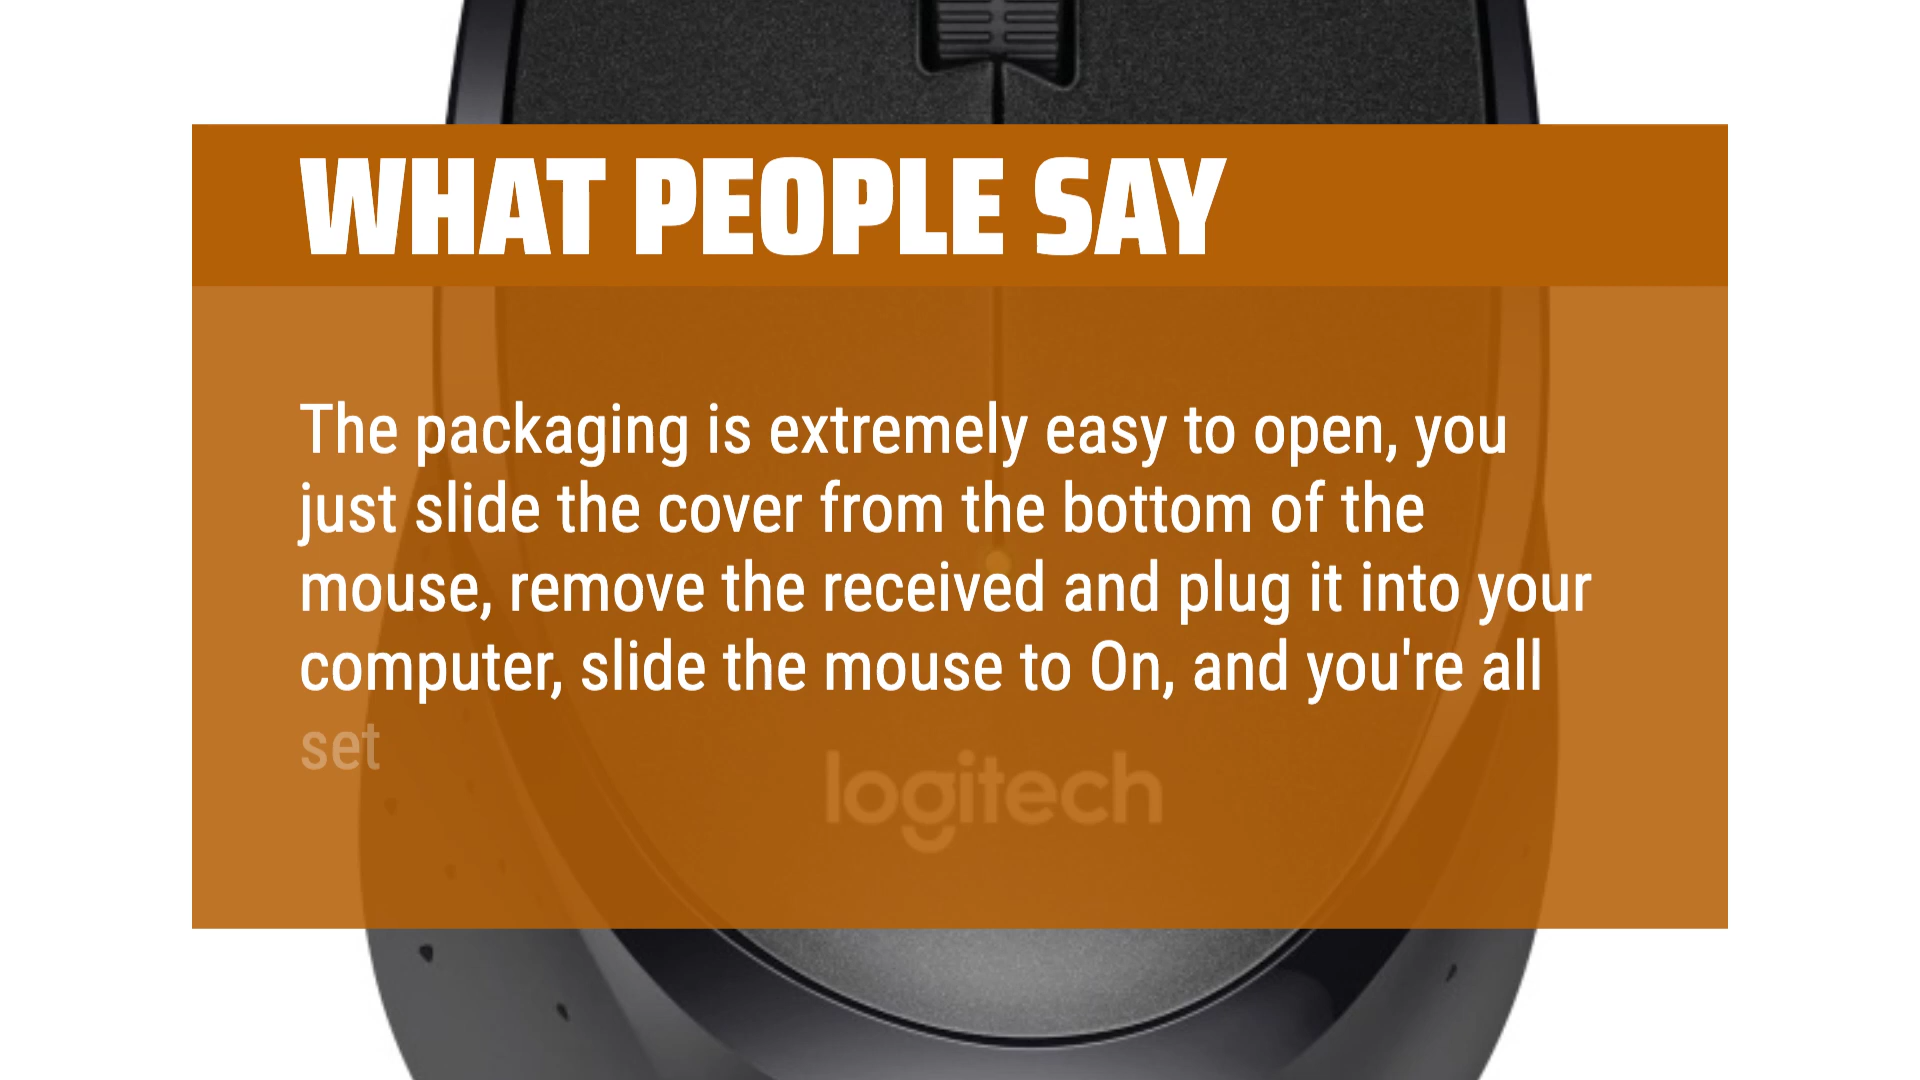 WHAT PEOPLE SAY
The packaging is extremely easy to open, you
just slide the cover from the bottom of the
mouse, remove the received and plug it into your
computer, slide the mouse to On, and you're all
set
logitech